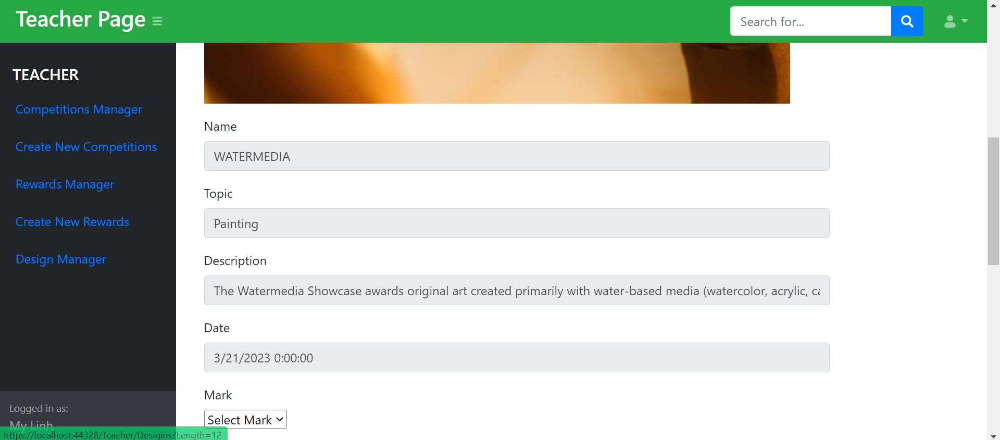 Teacher Page
Search for...
TEACHER
Competitions Manager
Create New Competitions
Rewards Manager
Create New Rewards
Design Manager
Name
WATERMEDIA
Topic
Painting
Description
The Watermedia Showcase awards original art created primarily with water-based media (watercolor, acrylic, ca
Date
3/21/2023 0:00:00
Mark
Select Mark
Logged in as:
My Linh
https://localhost:44328/Teacher/Desigins?Length=12